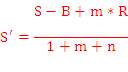 S′ = (S − B + m ∗ R) / (1 + m + n)